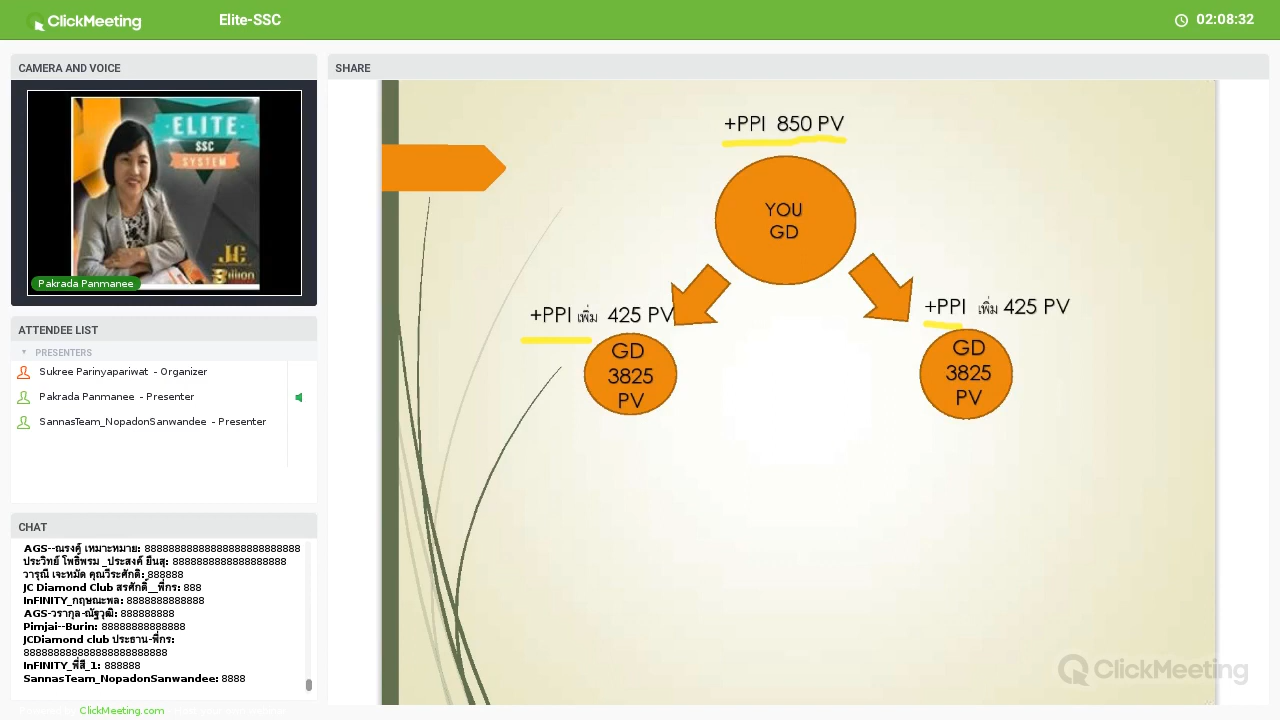 ClickMeeting
Elite-SSC
02:08:32
CAMERA AND VOICE
ELITE
SSC
SYSTEM
JC
Billion
Pakrada Panmanee
ATTENDEE LIST
PRESENTERS
Sukree Parinyapariwat - Organizer
Pakrada Panmanee - Presenter
SannasTeam_NopadonSanwandee - Presenter
CHAT
AGS--ณรงค์ เหมาะหมาย: 88888888888888888888888888
ประวิทย์ โพธิ์พรม _ประสงค์ ยืนสุ: 8888888888888888888
วารุณี เจะหมัด คุณวีระศักดิ์: 888888
JC Diamond Club สรศักดิ์__พี่กร: 888
InFINITY_กฤษณะพล: 8888888888888
AGS-วรากุล-ณัฐวุฒิ: 888888888
Pimjai--Burin: 88888888888888
JCDiamond club ประธาน-พี่กร:
888888888888888888888888
InFINITY_พี่สี_1: 888888
SannasTeam_NopadonSanwandee: 8888
ClickMeeting.com
SHARE
+PPI 850 PV
YOU
GD
+PPI เพิ่ม 425 PV
+PPI เพิ่ม 425 PV
GD
3825
PV
GD
3825
PV
ClickMeeting